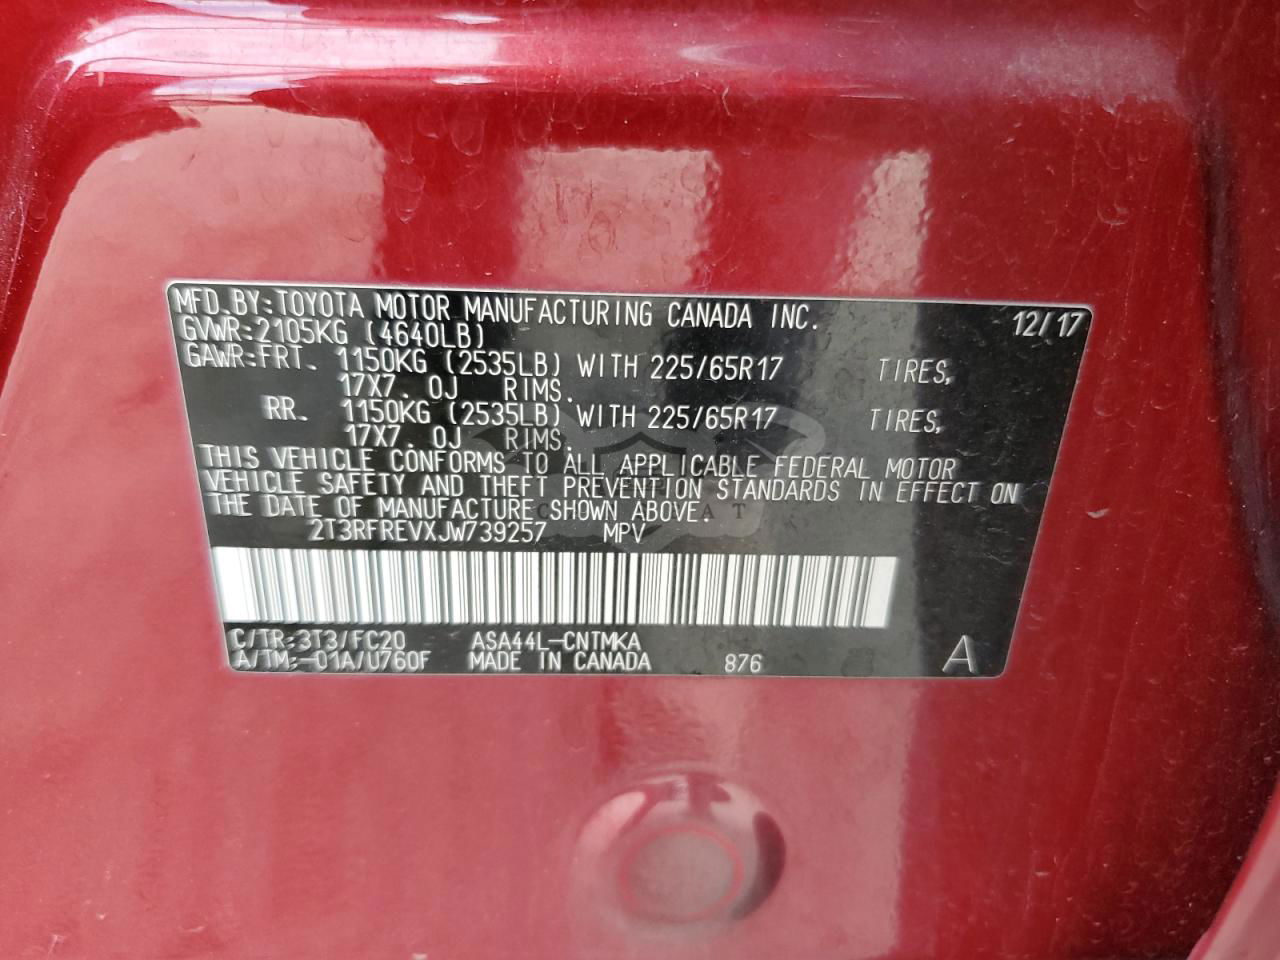 MFD.BY:TOYOTA MOTOR MANUFACTURING CANADA INC. 12/17
GVWR:2105KG (4640LB)
GAWR:FRT. 1150KG (2535LB) WITH 225/65R17 TIRES,
17X7.0J RIMS.
RR. 1150KG (2535LB) WITH 225/65R17 TIRES,
17X7.0J RIMS.
THIS VEHICLE CONFORMS TO ALL APPLICABLE FEDERAL MOTOR
VEHICLE SAFETY AND THEFT PREVENTION STANDARDS IN EFFECT ON
THE DATE OF MANUFACTURE SHOWN ABOVE.
2T3RFREVXJW739257 MPV
C/TR:3T3/FC20 ASA44L-CNTMKA
A/TM:-01A/U760F MADE IN CANADA 876 A